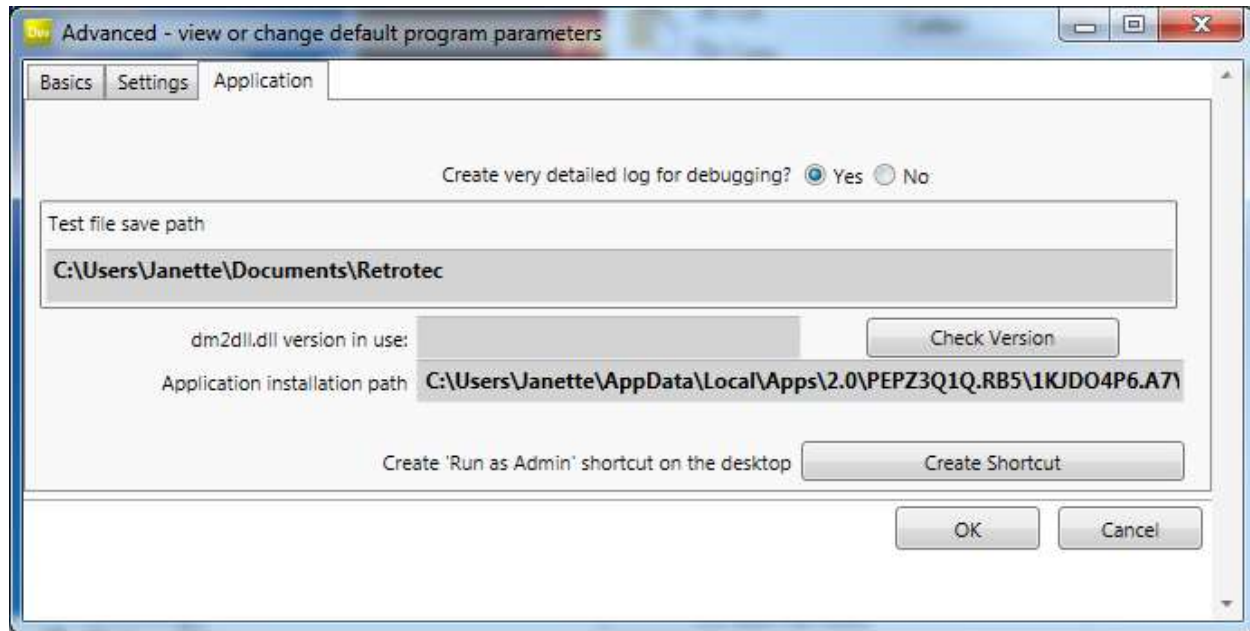 Dev Advanced - view or change default program parameters
Basics Settings Application
Create very detailed log for debugging? Yes No
Test file save path
C:\Users\Janette\Documents\Retrotec
dm2dll.dll version in use: Check Version
Application installation path C:\Users\Janette\AppData\Local\Apps\2.0\PEPZ3Q1Q.RB5\1KJDO4P6.A7\
Create 'Run as Admin' shortcut on the desktop Create Shortcut
OK Cancel